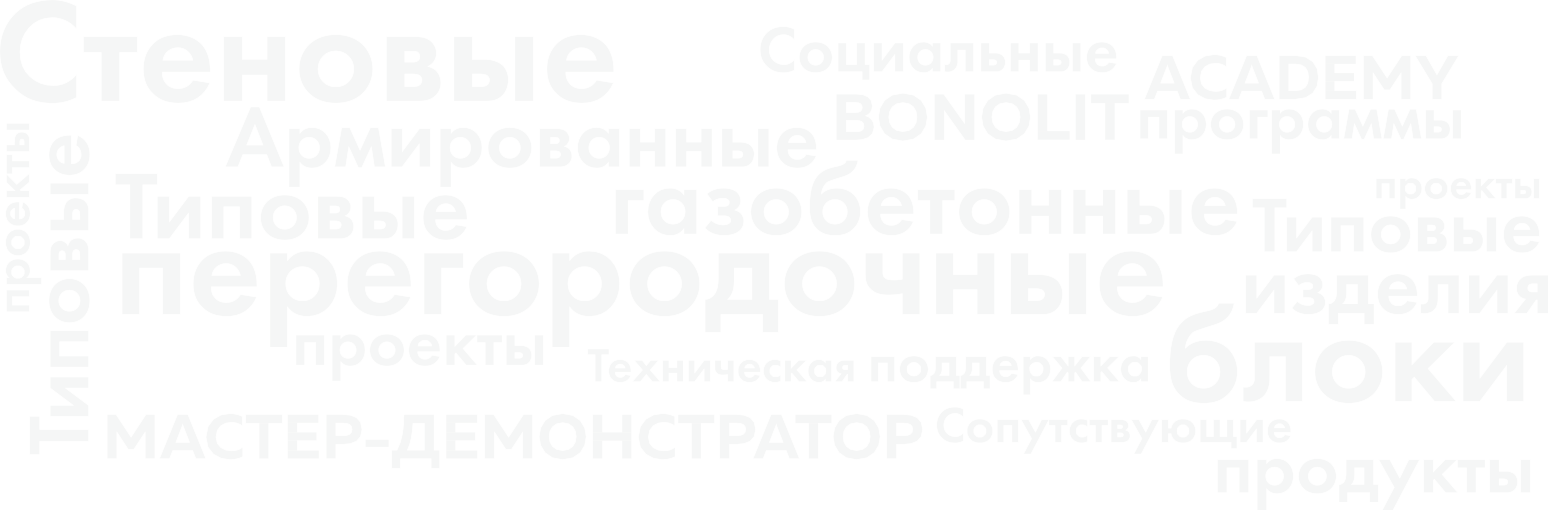 Стеновые
Социальные
ACADEMY
BONOLIT
программы
Армированные
проекты
Типовые
Типовые
газобетонные
проекты
Типовые
перегородочные
изделия
проекты
блоки
Техническая поддержка
МАСТЕР-ДЕМОНСТРАТОР
Сопутствующие
продукты